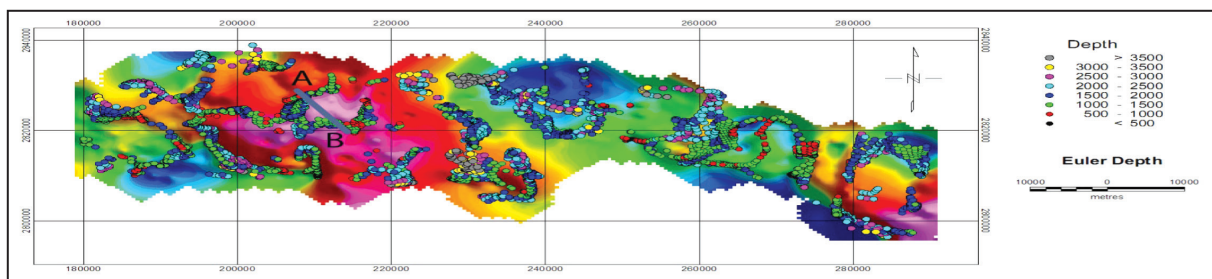 180000 200000 220000 240000 260000 280000
2840000 2840000
2820000 2820000
2800000 2800000
A
B
180000 200000 220000 240000 260000 280000
N
Depth
≥ 3500
3000 - 3500
2500 - 3000
2000 - 2500
1500 - 2000
1000 - 1500
500 - 1000
< 500
Euler Depth
10000 0 10000
metres